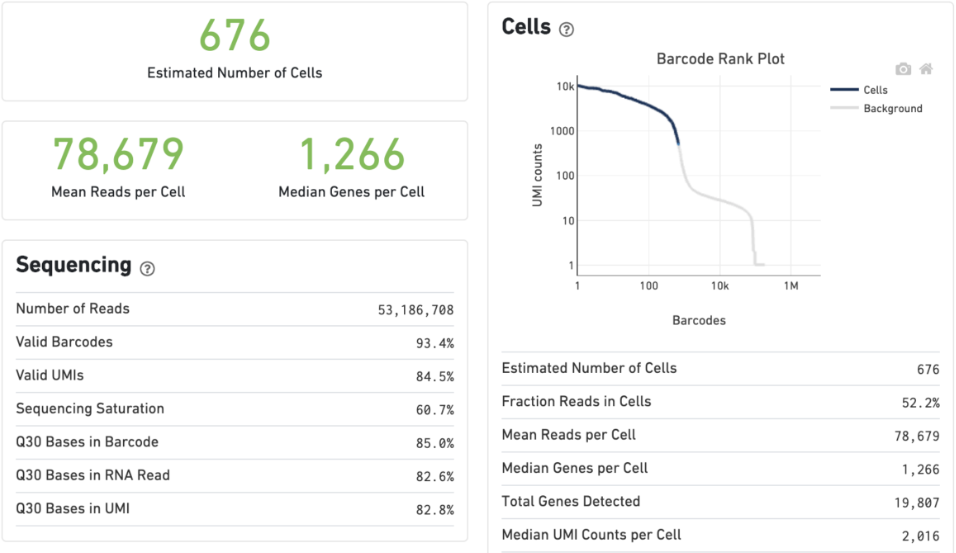 676
Estimated Number of Cells
78,679
Mean Reads per Cell
1,266
Median Genes per Cell
Sequencing ?
Number of Reads 53,186,708
Valid Barcodes 93.4%
Valid UMIs 84.5%
Sequencing Saturation 60.7%
Q30 Bases in Barcode 85.0%
Q30 Bases in RNA Read 82.6%
Q30 Bases in UMI 82.8%
Cells ?
Barcode Rank Plot
Cells
Background
UMI counts
10k
1000
100
10
1
1 100 10k 1M
Barcodes
Estimated Number of Cells 676
Fraction Reads in Cells 52.2%
Mean Reads per Cell 78,679
Median Genes per Cell 1,266
Total Genes Detected 19,807
Median UMI Counts per Cell 2,016